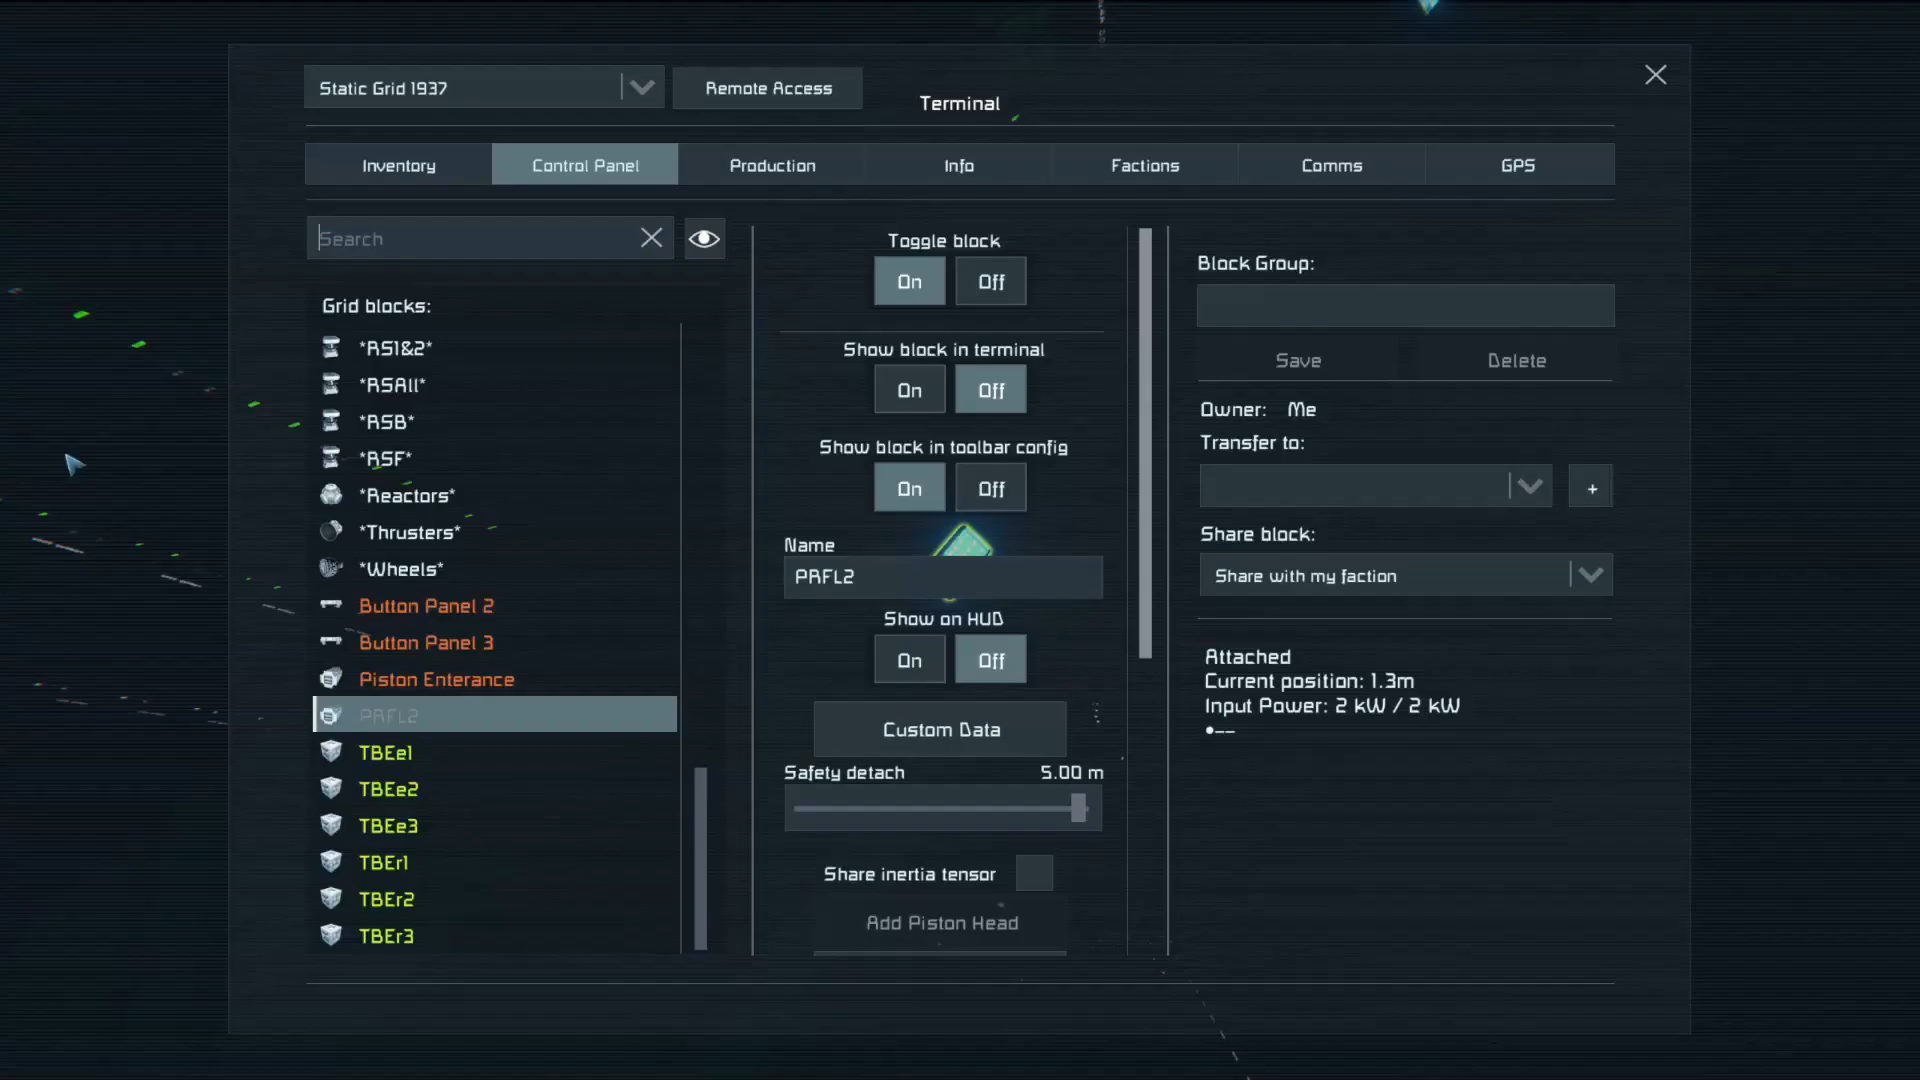 Static Grid 1937
Remote Access
Terminal
Inventory
Control Panel
Production
Info
Factions
Comms
GPS
Search
Grid blocks:
*RS1&2*
*RSAll*
*RSB*
*RSF*
*Reactors*
*Thrusters*
*Wheels*
Button Panel 2
Button Panel 3
Piston Enterance
PRFL2
TBEe1
TBEe2
TBEe3
TBEr1
TBEr2
TBEr3
Toggle block
On Off
Show block in terminal
On Off
Show block in toolbar config
On Off
Name
PRFL2
Show on HUD
On Off
Custom Data
Safety detach 5.00 m
Share inertia tensor
Add Piston Head
Block Group:
Save Delete
Owner: Me
Transfer to:
+
Share block:
Share with my faction
Attached
Current position: 1.3m
Input Power: 2 kW / 2 kW
•--